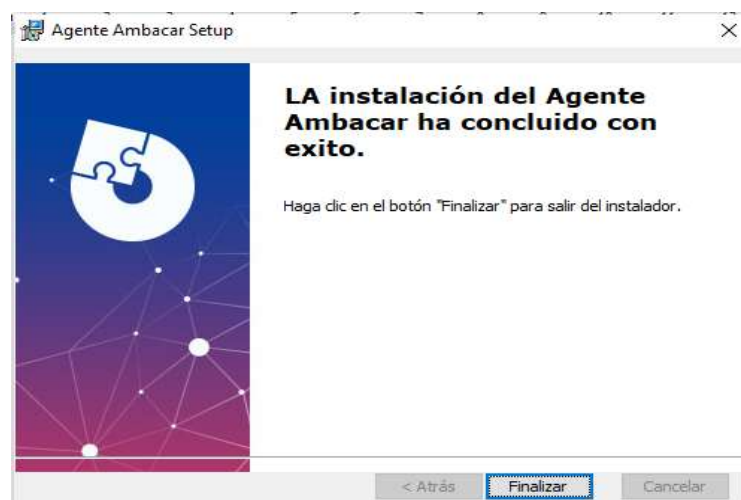 Agente Ambacar Setup
LA instalación del Agente
Ambacar ha concluido con
exito.
Haga clic en el botón "Finalizar" para salir del instalador.
< Atrás
Finalizar
Cancelar